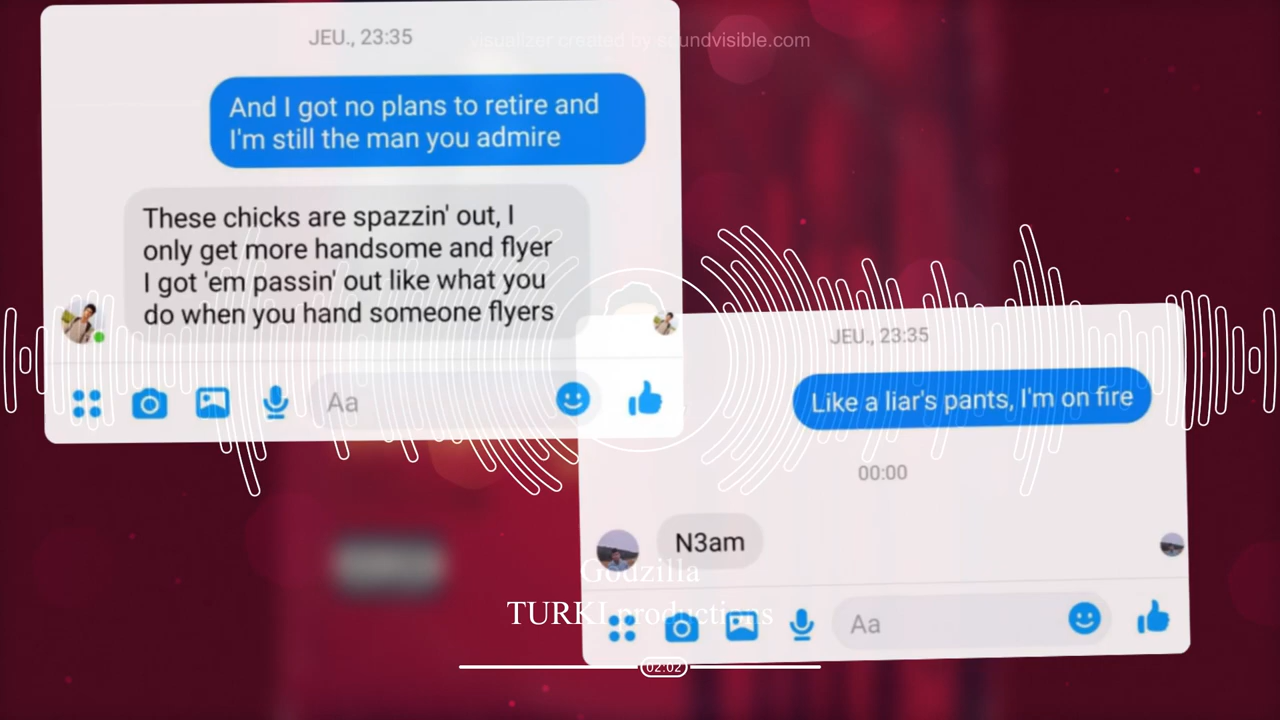 visualizer created by soundvisible.com
JEU., 23:35
And I got no plans to retire and
I'm still the man you admire
These chicks are spazzin' out, I
only get more handsome and flyer
I got 'em passin' out like what you
do when you hand someone flyers
Aa
JEU., 23:35
Like a liar's pants, I'm on fire
00:00
N3am
Godzilla
TURKI productions
Aa
02:02